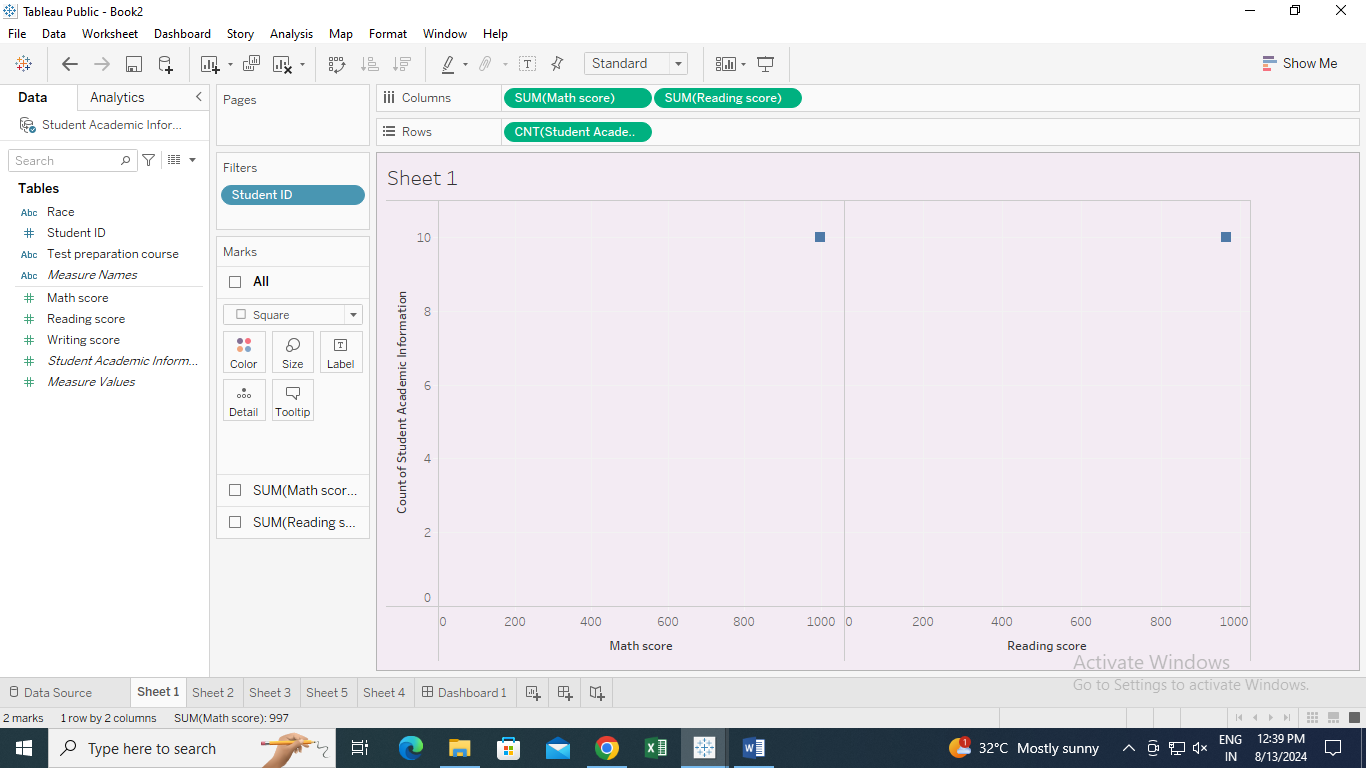 Tableau Public - Book2
File Data Worksheet Dashboard Story Analysis Map Format Window Help
Standard
Show Me
Data Analytics
Student Academic Infor...
Search
Tables
Abc Race
Student ID
Abc Test preparation course
Abc Measure Names
Math score
Reading score
Writing score
Student Academic Inform...
Measure Values
Pages
Filters
Student ID
Marks
All
Square
Color Size Label
Detail Tooltip
SUM(Math scor...
SUM(Reading s...
Columns SUM(Math score) SUM(Reading score)
Rows CNT(Student Acade..
Sheet 1
Count of Student Academic Information
10
8
6
4
2
0
0 200 400 600 800 1000 0 200 400 600 800 1000
Math score Reading score
Activate Windows
Go to Settings to activate Windows.
Data Source Sheet 1 Sheet 2 Sheet 3 Sheet 5 Sheet 4 Dashboard 1
2 marks 1 row by 2 columns SUM(Math score): 997
Type here to search
1 32°C Mostly sunny
ENG
IN
12:39 PM
8/13/2024